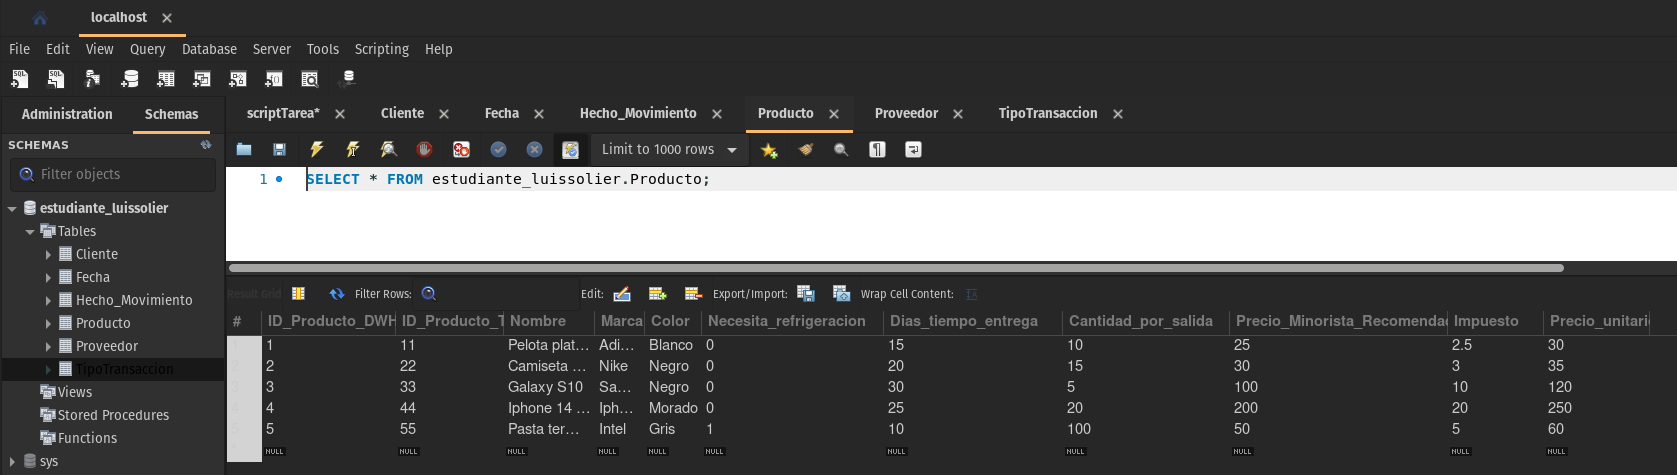 localhost
File Edit View Query Database Server Tools Scripting Help
Administration Schemas
scriptTarea* Cliente Fecha Hecho_Movimiento Producto Proveedor TipoTransaccion
SCHEMAS
Filter objects
Limit to 1000 rows
1 SELECT * FROM estudiante_luissolier.Producto;
estudiante_luissolier
Tables
Cliente
Fecha
Hecho_Movimiento
Producto
Proveedor
TipoTransaccion
Views
Stored Procedures
Functions
sys
Result Grid Filter Rows: Edit: Export/Import: Wrap Cell Content: IA
# ID_Producto_DWH ID_Producto_T Nombre Marca Color Necesita_refrigeracion Dias_tiempo_entrega Cantidad_por_salida Precio_Minorista_Recomendad Impuesto Precio_unitari
1 11 Pelota plat... Adi... Blanco 0 15 10 25 2.5 30
2 22 Camiseta ... Nike Negro 0 20 15 30 3 35
3 33 Galaxy S10 Sa... Negro 0 30 5 100 10 120
4 44 Iphone 14 ... Iph... Morado 0 25 20 200 20 250
5 55 Pasta ter... Intel Gris 1 10 100 50 5 60
NULL NULL NULL NULL NULL NULL NULL NULL NULL NULL NULL